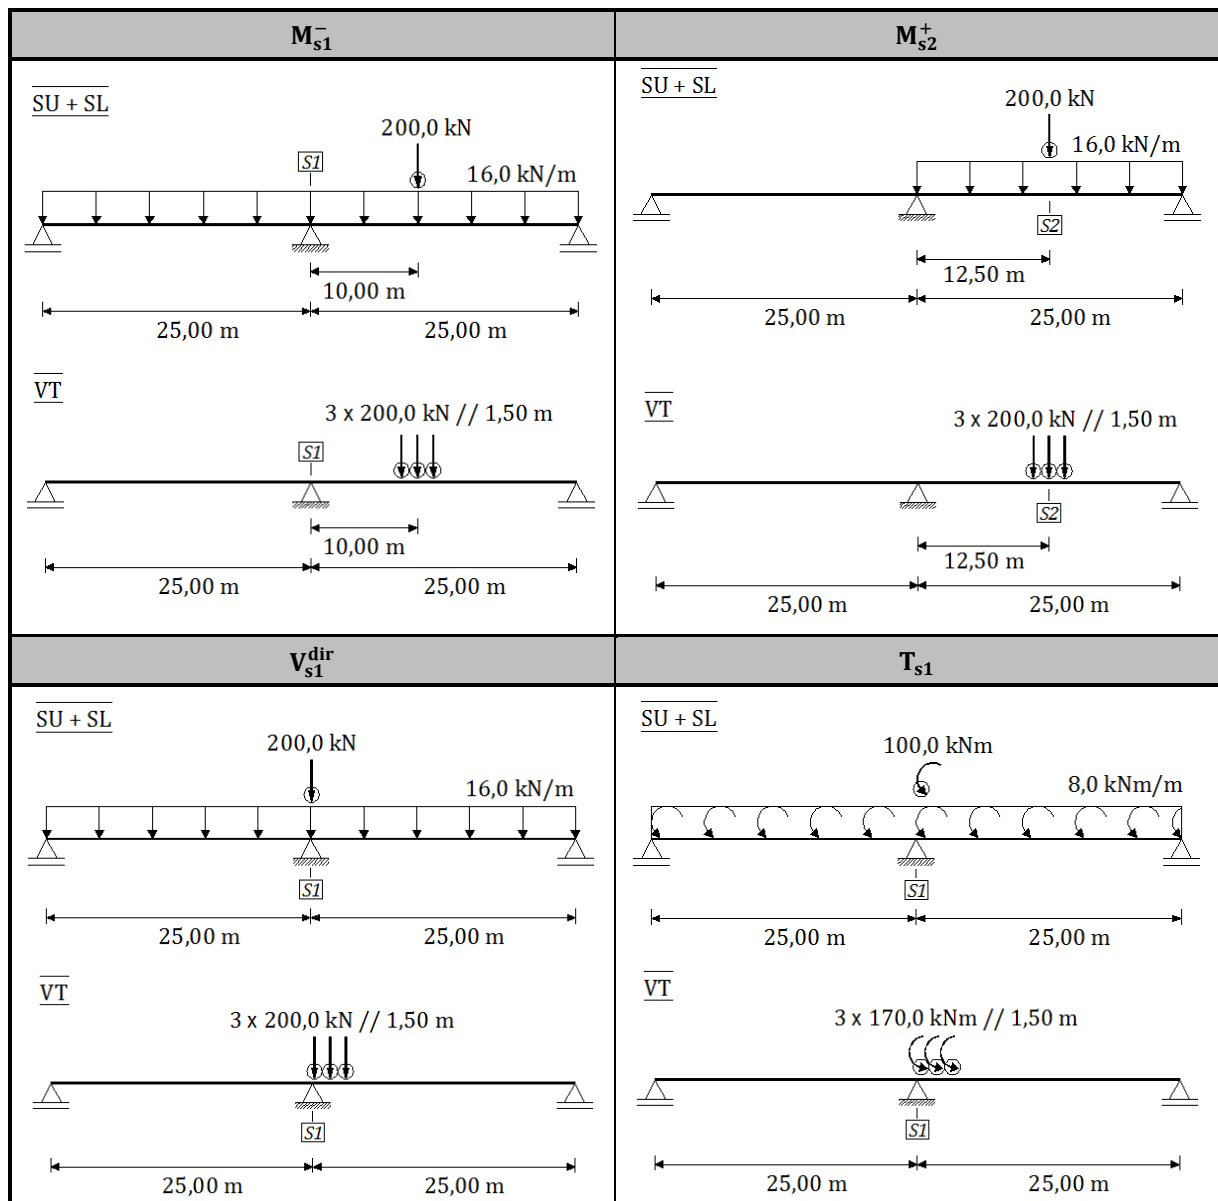 M⁻s1
SU + SL
200,0 kN
S1
16,0 kN/m
10,00 m
25,00 m 25,00 m
VT
3 x 200,0 kN // 1,50 m
S1
10,00 m
25,00 m 25,00 m
M⁺s2
SU + SL
200,0 kN
16,0 kN/m
S2
12,50 m
25,00 m 25,00 m
VT
3 x 200,0 kN // 1,50 m
S2
12,50 m
25,00 m 25,00 m
V^dir s1
SU + SL
200,0 kN
16,0 kN/m
S1
25,00 m 25,00 m
VT
3 x 200,0 kN // 1,50 m
S1
25,00 m 25,00 m
Ts1
SU + SL
100,0 kNm
8,0 kNm/m
S1
25,00 m 25,00 m
VT
3 x 170,0 kNm // 1,50 m
S1
25,00 m 25,00 m